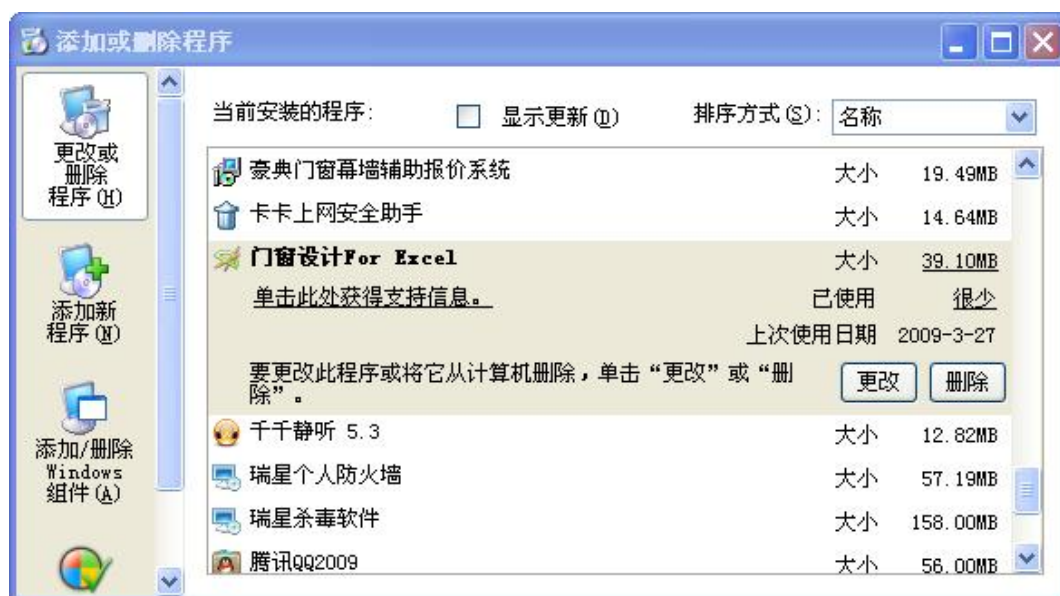 添加或删除程序
更改或
删除
程序(H)
添加新
程序(N)
添加/删除
Windows
组件(A)
当前安装的程序: 显示更新(D) 排序方式(S): 名称
豪典门窗幕墙辅助报价系统 大小 19.49MB
卡卡上网安全助手 大小 14.64MB
门窗设计For Excel 大小 39.10MB
单击此处获得支持信息。 已使用 很少
上次使用日期 2009-3-27
要更改此程序或将它从计算机删除，单击“更改”或“删
除”。 更改 删除
千千静听 5.3 大小 12.82MB
瑞星个人防火墙 大小 57.19MB
瑞星杀毒软件 大小 158.00MB
腾讯QQ2009 大小 56.00MB